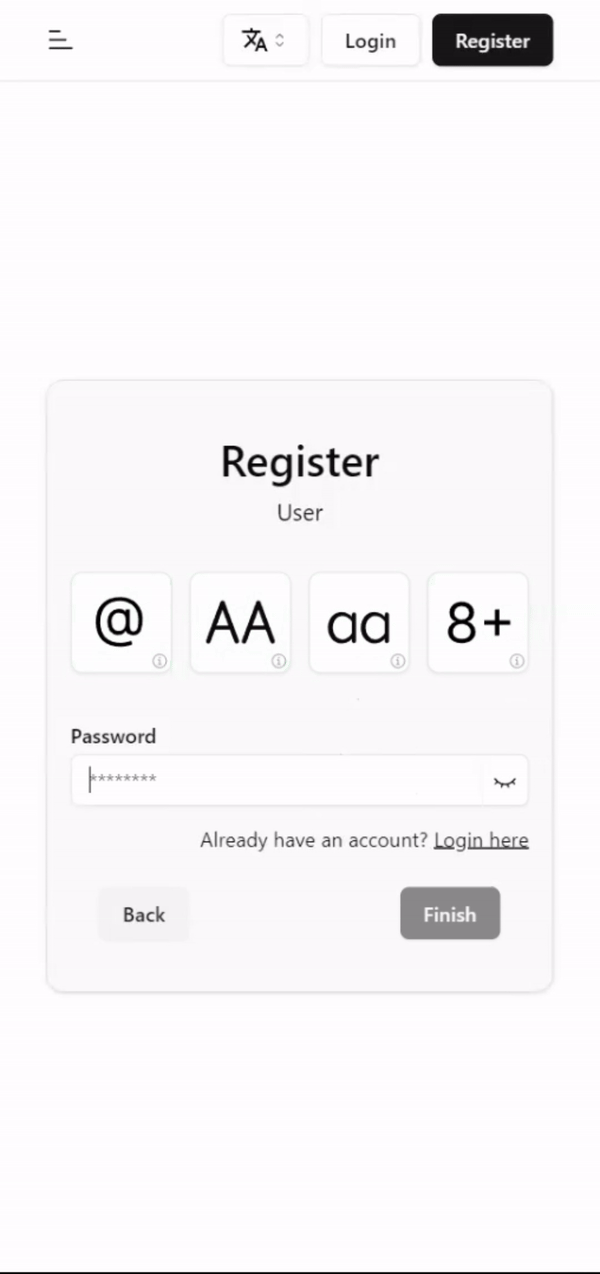 Login
Register
Register
User
@ AA aa 8+
Password
********
Already have an account? Login here
Back
Finish